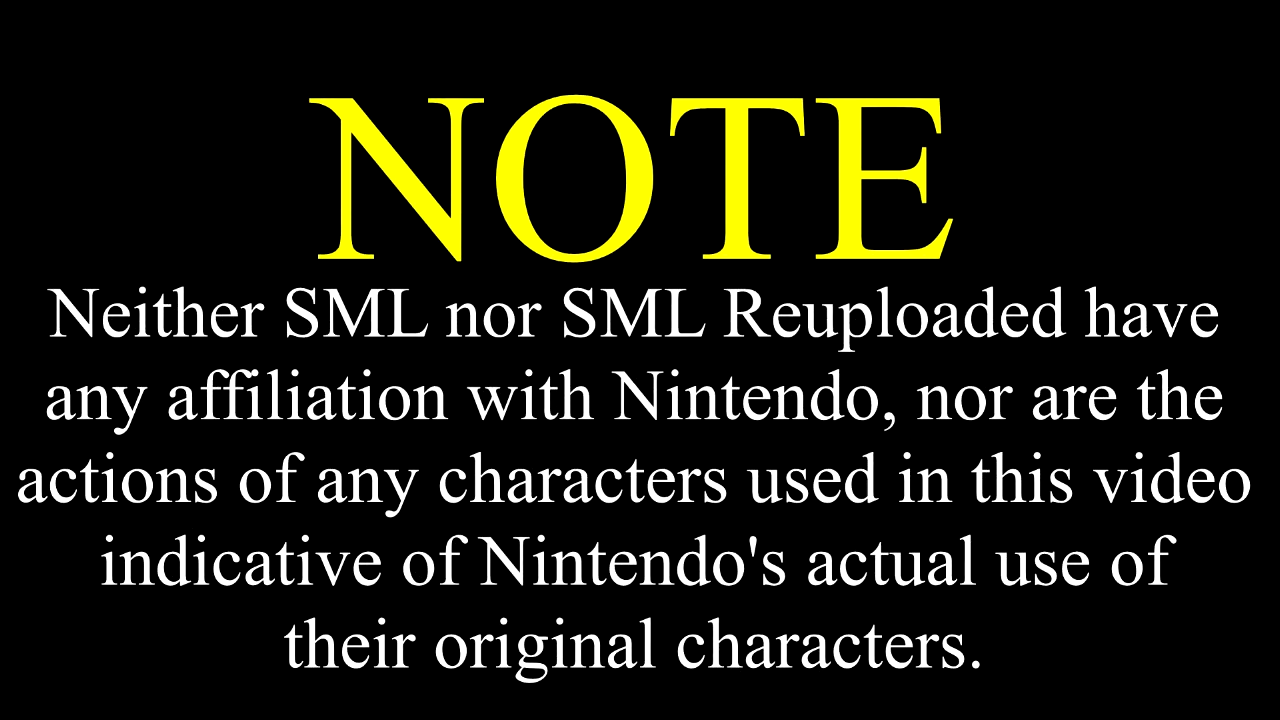 NOTE
Neither SML nor SML Reuploaded have
any affiliation with Nintendo, nor are the
actions of any characters used in this video
indicative of Nintendo's actual use of
their original characters.